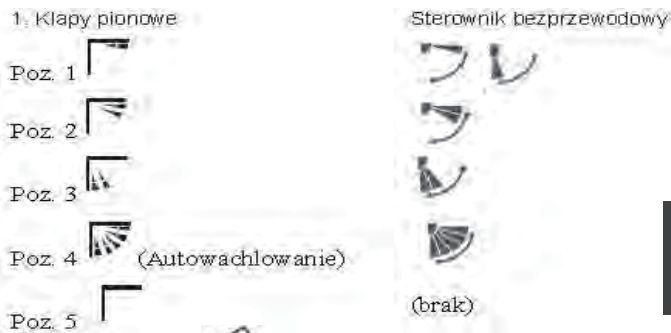 1. Klapy pionowe
Sterownik bezprzewodowy
Poz. 1
Poz. 2
Poz. 3
Poz. 4 (Autowachlowanie)
Poz. 5
(brak)